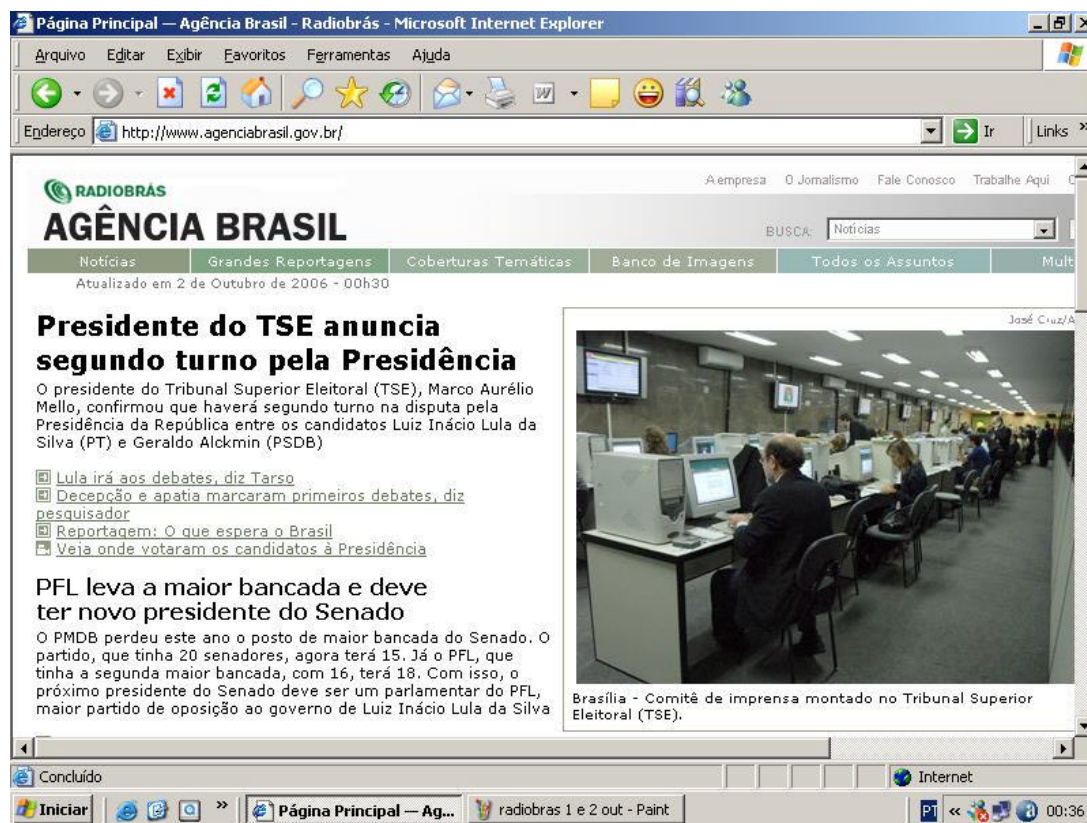 Página Principal — Agência Brasil - Radiobrás - Microsoft Internet Explorer
Arquivo Editar Exibir Favoritos Ferramentas Ajuda
Endereço http://www.agenciabrasil.gov.br/ Ir Links »
RADIOBRÁS
AGÊNCIA BRASIL
A empresa O Jornalismo Fale Conosco Trabalhe Aqui
BUSCA: Notícias
Notícias Grandes Reportagens Coberturas Temáticas Banco de Imagens Todos os Assuntos Mult
Atualizado em 2 de Outubro de 2006 - 00h30
Presidente do TSE anuncia
segundo turno pela Presidência
O presidente do Tribunal Superior Eleitoral (TSE), Marco Aurélio
Mello, confirmou que haverá segundo turno na disputa pela
Presidência da República entre os candidatos Luiz Inácio Lula da
Silva (PT) e Geraldo Alckmin (PSDB)
Lula irá aos debates, diz Tarso
Decepção e apatia marcaram primeiros debates, diz
pesquisador
Reportagem: O que espera o Brasil
Veja onde votaram os candidatos à Presidência
PFL leva a maior bancada e deve
ter novo presidente do Senado
O PMDB perdeu este ano o posto de maior bancada do Senado. O
partido, que tinha 20 senadores, agora terá 15. Já o PFL, que
tinha a segunda maior bancada, com 16, terá 18. Com isso, o
próximo presidente do Senado deve ser um parlamentar do PFL,
maior partido de oposição ao governo de Luiz Inácio Lula da Silva
José Cruz/A
Brasília - Comitê de imprensa montado no Tribunal Superior
Eleitoral (TSE).
Concluído Internet
Iniciar » Página Principal — Ag... radiobras 1 e 2 out - Paint PT « 00:36